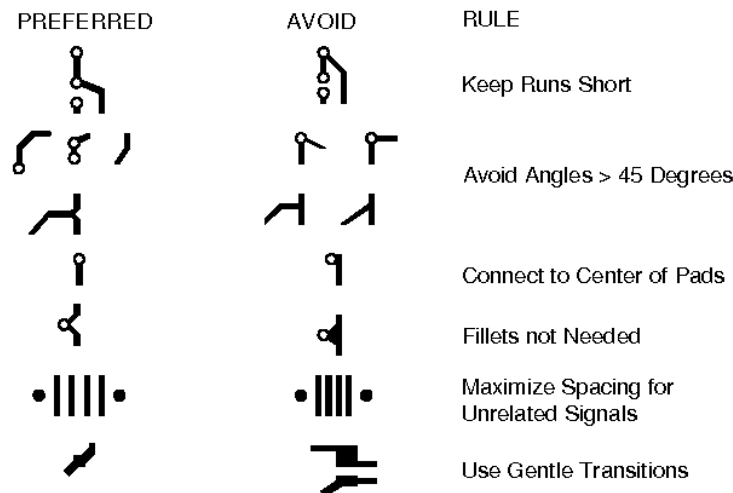 PREFERRED AVOID RULE
Keep Runs Short
Avoid Angles > 45 Degrees
Connect to Center of Pads
Fillets not Needed
Maximize Spacing for
Unrelated Signals
Use Gentle Transitions